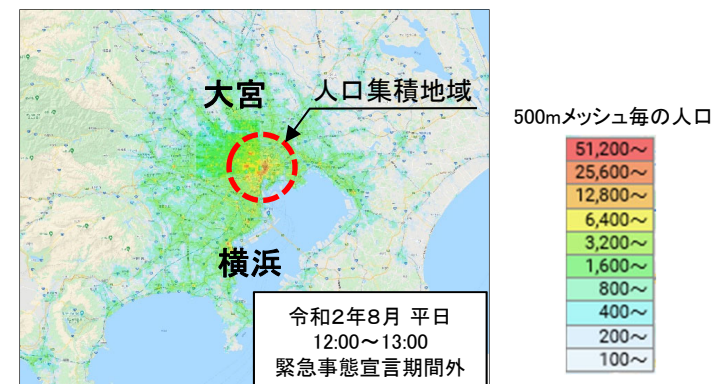 大宮
人口集積地域
横浜
令和2年8月 平日
12:00~13:00
緊急事態宣言期間外
500mメッシュ毎の人口
51,200~
25,600~
12,800~
6,400~
3,200~
1,600~
800~
400~
200~
100~